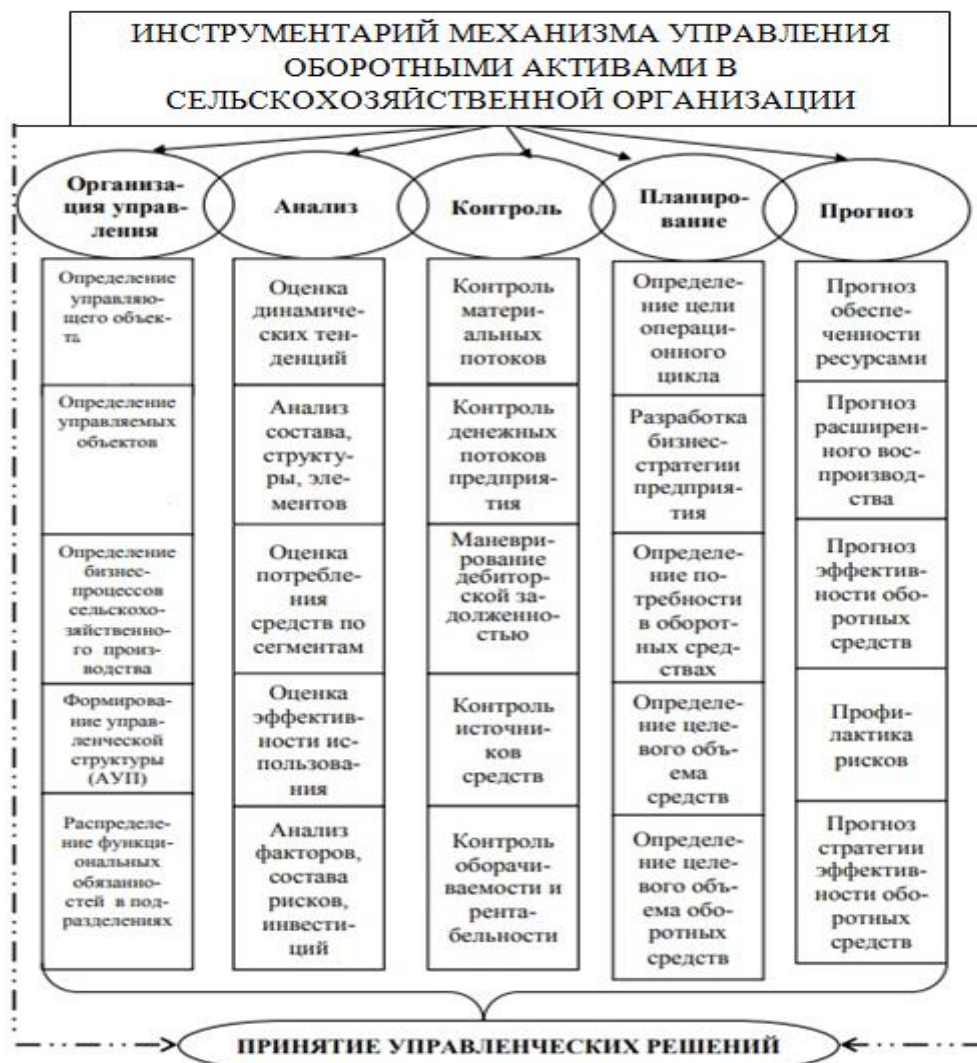 ИНСТРУМЕНТАРИЙ МЕХАНИЗМА УПРАВЛЕНИЯ
ОБОРОТНЫМИ АКТИВАМИ В
СЕЛЬСКОХОЗЯЙСТВЕННОЙ ОРГАНИЗАЦИИ
Организа-
ция управ-
ления
Определение
управляю-
щего объек-
та
Определение
управляемых
объектов
Определение
бизнес-
процессов
сельскохо-
зяйственно-
го произ-
водства
Формирова-
ние управ-
ленческой
структуры
(АУП)
Распределе-
ние функци-
ональных
обязанно-
стей в под-
разделениях
Анализ
Оценка
динамиче-
ских тен-
денций
Анализ
состава,
структу-
ры, эле-
ментов
Оценка
потребле-
ния
средств по
сегментам
Оценка
эффектив-
ности ис-
пользова-
ния
Анализ
факторов,
состава
рисков,
инвести-
ций
Контроль
Контроль
матери-
альных
потоков
Контроль
денежных
потоков
предприя-
тия
Маневри-
рование
дебитор-
ской за-
долженно-
стью
Контроль
источни-
ков
средств
Контроль
оборачи-
ваемости и
рента-
бельности
Планиро-
вание
Определе-
ние цели
операци-
онного
цикла
Разработка
бизнес-
стратегии
предприя-
тия
Определе-
ние по-
требности
в оборот-
ных сред-
ствах
Определе-
ние целе-
вого объ-
ема
средств
Определе-
ние целе-
вого объ-
ема обо-
ротных
средств
Прогноз
Прогноз
обеспе-
ченности
ресурсами
Прогноз
расширен-
ного вос-
производ-
ства
Прогноз
эффектив-
ности обо-
ротных
средств
Профи-
лактика
рисков
Прогноз
стратегии
эффектив-
ности обо-
ротных
средств
ПРИНЯТИЕ УПРАВЛЕНЧЕСКИХ РЕШЕНИЙ